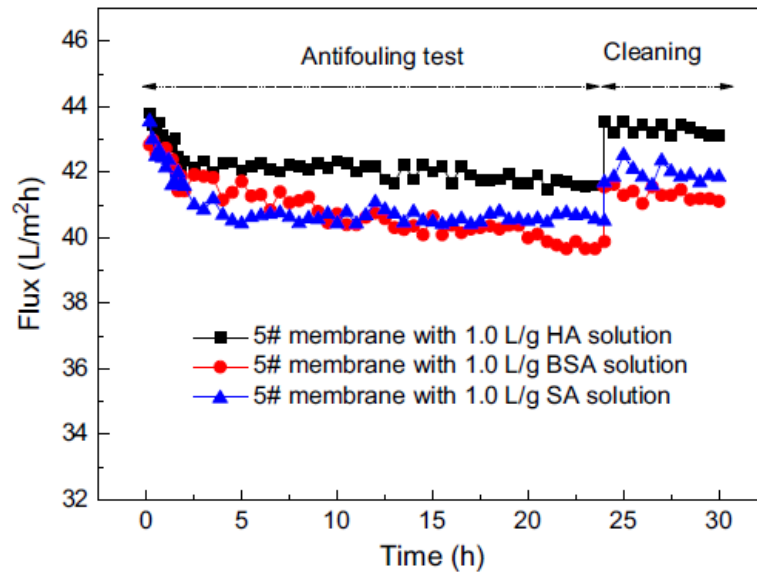 46
44
42
40
38
36
34
32
Flux (L/m²h)
Antifouling test
Cleaning
5# membrane with 1.0 L/g HA solution
5# membrane with 1.0 L/g BSA solution
5# membrane with 1.0 L/g SA solution
0 5 10 15 20 25 30
Time (h)